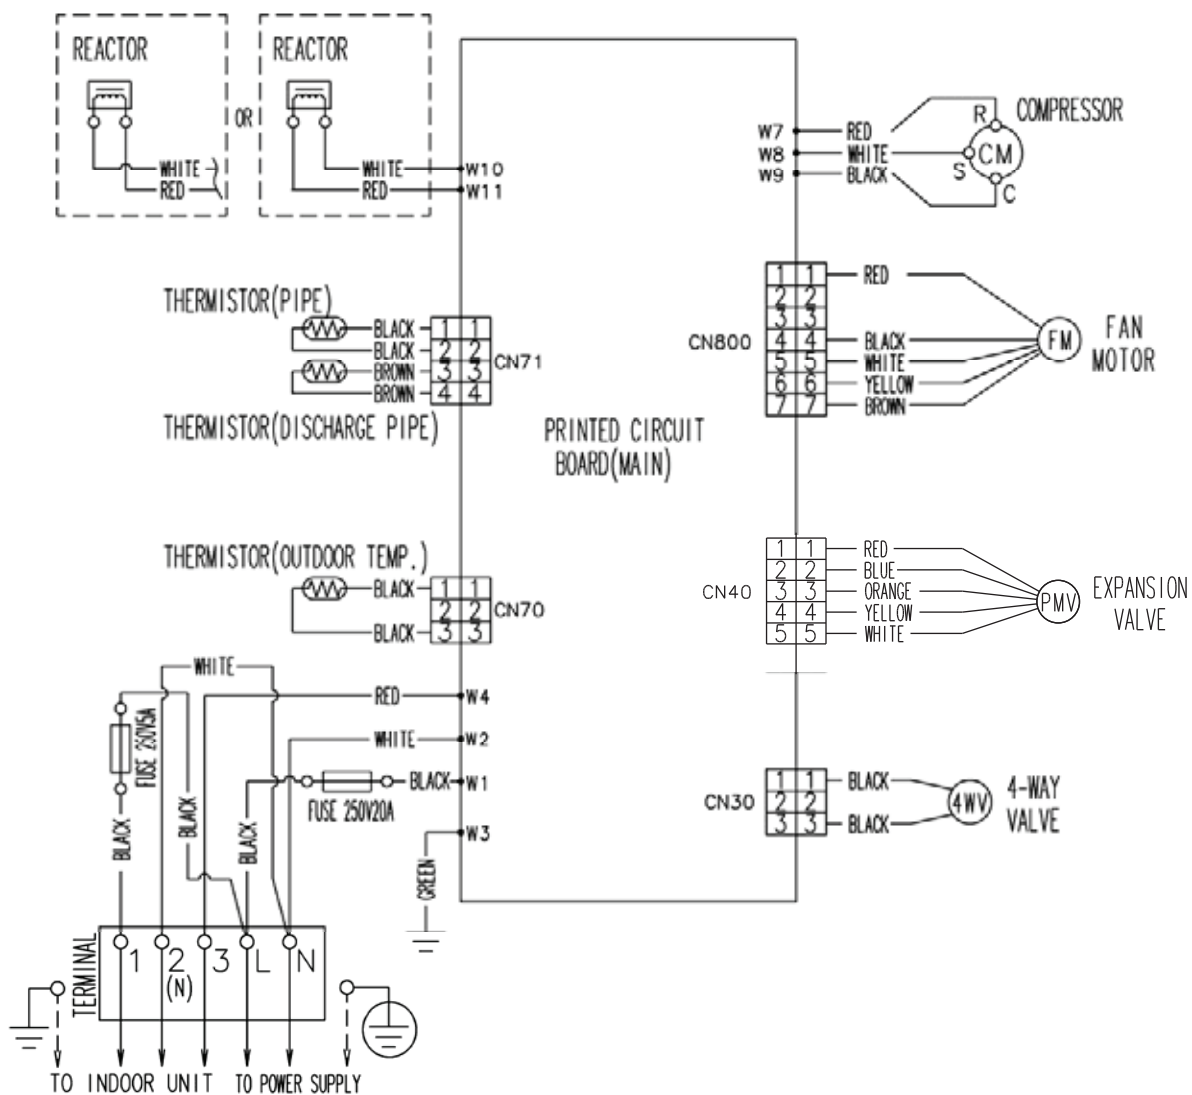 REACTOR
WHITE
RED
OR
REACTOR
WHITE W10
RED W11
W7 RED
W8 WHITE
W9 BLACK
R
S
C
CM
COMPRESSOR
THERMISTOR(PIPE)
BLACK 1 1
BLACK 2 2
BROWN 3 3
BROWN 4 4
CN71
THERMISTOR(DISCHARGE PIPE)
CN800
1 1 RED
2 2
3 3
4 4 BLACK
5 5 WHITE
6 6 YELLOW
7 7 BROWN
FM
FAN
MOTOR
PRINTED CIRCUIT
BOARD(MAIN)
THERMISTOR(OUTDOOR TEMP.)
BLACK 1 1
2 2
BLACK 3 3
CN70
CN40
1 1 RED
2 2 BLUE
3 3 ORANGE
4 4 YELLOW
5 5 WHITE
PMV
EXPANSION
VALVE
WHITE
RED W4
WHITE W2
BLACK W1
FUSE 250V20A
W3
GREEN
FUSE 250V5A
BLACK
BLACK
BLACK
CN30
1 1 BLACK
2 2
3 3 BLACK
4WV
4-WAY
VALVE
TERMINAL
1 2 3 L N
(N)
TO INDOOR UNIT
TO POWER SUPPLY